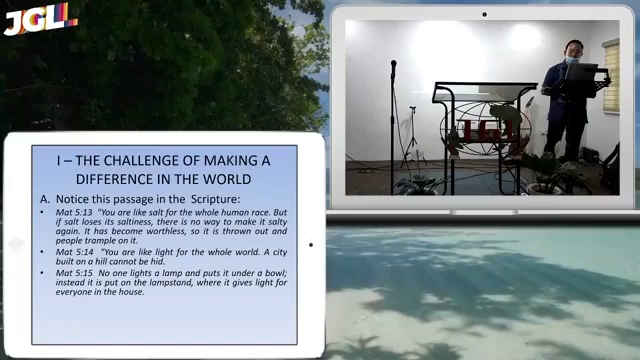 JGL
I – THE CHALLENGE OF MAKING A
DIFFERENCE IN THE WORLD
A. Notice this passage in the Scripture:
• Mat 5:13 "You are like salt for the whole human race. But
if salt loses its saltiness, there is no way to make it salty
again. It has become worthless, so it is thrown out and
people trample on it.
• Mat 5:14 "You are like light for the whole world. A city
built on a hill cannot be hid.
• Mat 5:15 No one lights a lamp and puts it under a bowl;
instead it is put on the lampstand, where it gives light for
everyone in the house.
JGL